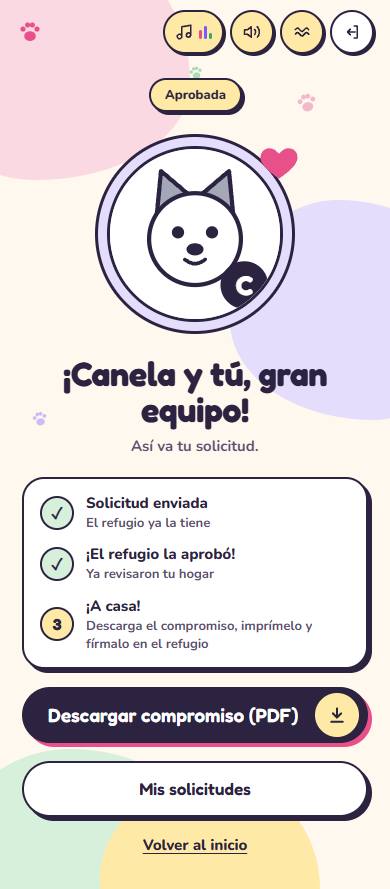 Aprobada
C
¡Canela y tú, gran
equipo!
Así va tu solicitud.
Solicitud enviada
El refugio ya la tiene
¡El refugio la aprobó!
Ya revisaron tu hogar
3
¡A casa!
Descarga el compromiso, imprímelo y
fírmalo en el refugio
Descargar compromiso (PDF)
Mis solicitudes
Volver al inicio